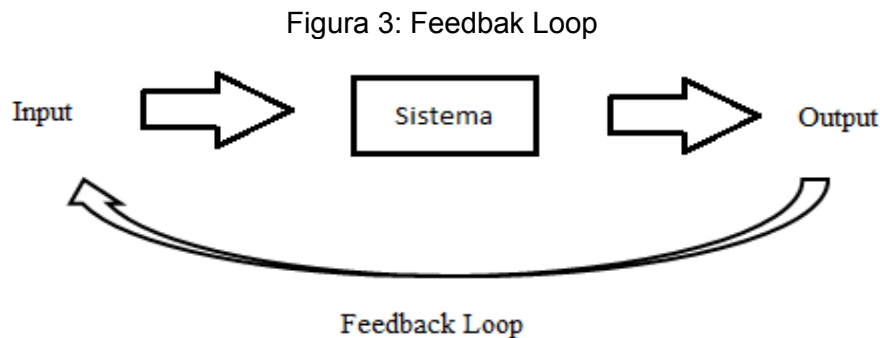 Figura 3: Feedbak Loop
Input
Sistema
Output
Feedback Loop